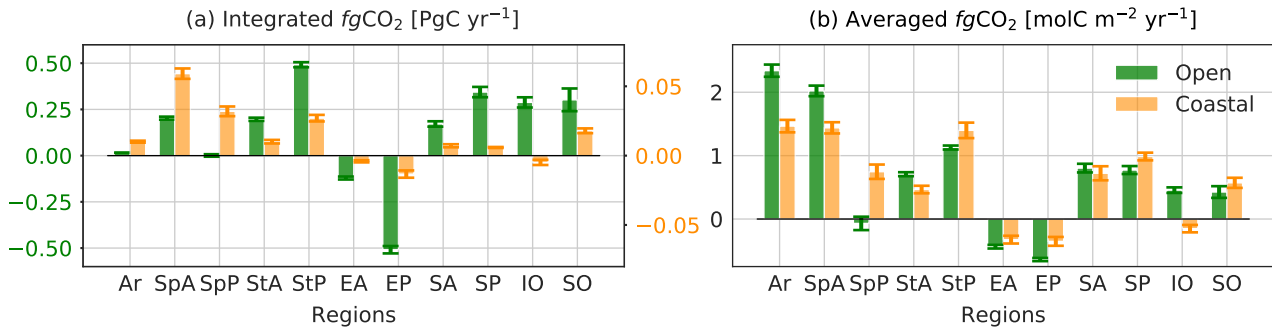 (a) Integrated fgCO₂ [PgC yr⁻¹]
0.50
0.25
0.00
−0.25
−0.50
0.05
0.00
−0.05
Ar SpA SpP StA StP EA EP SA SP IO SO
Regions
(b) Averaged fgCO₂ [molC m⁻² yr⁻¹]
2
1
0
Open
Coastal
Ar SpA SpP StA StP EA EP SA SP IO SO
Regions